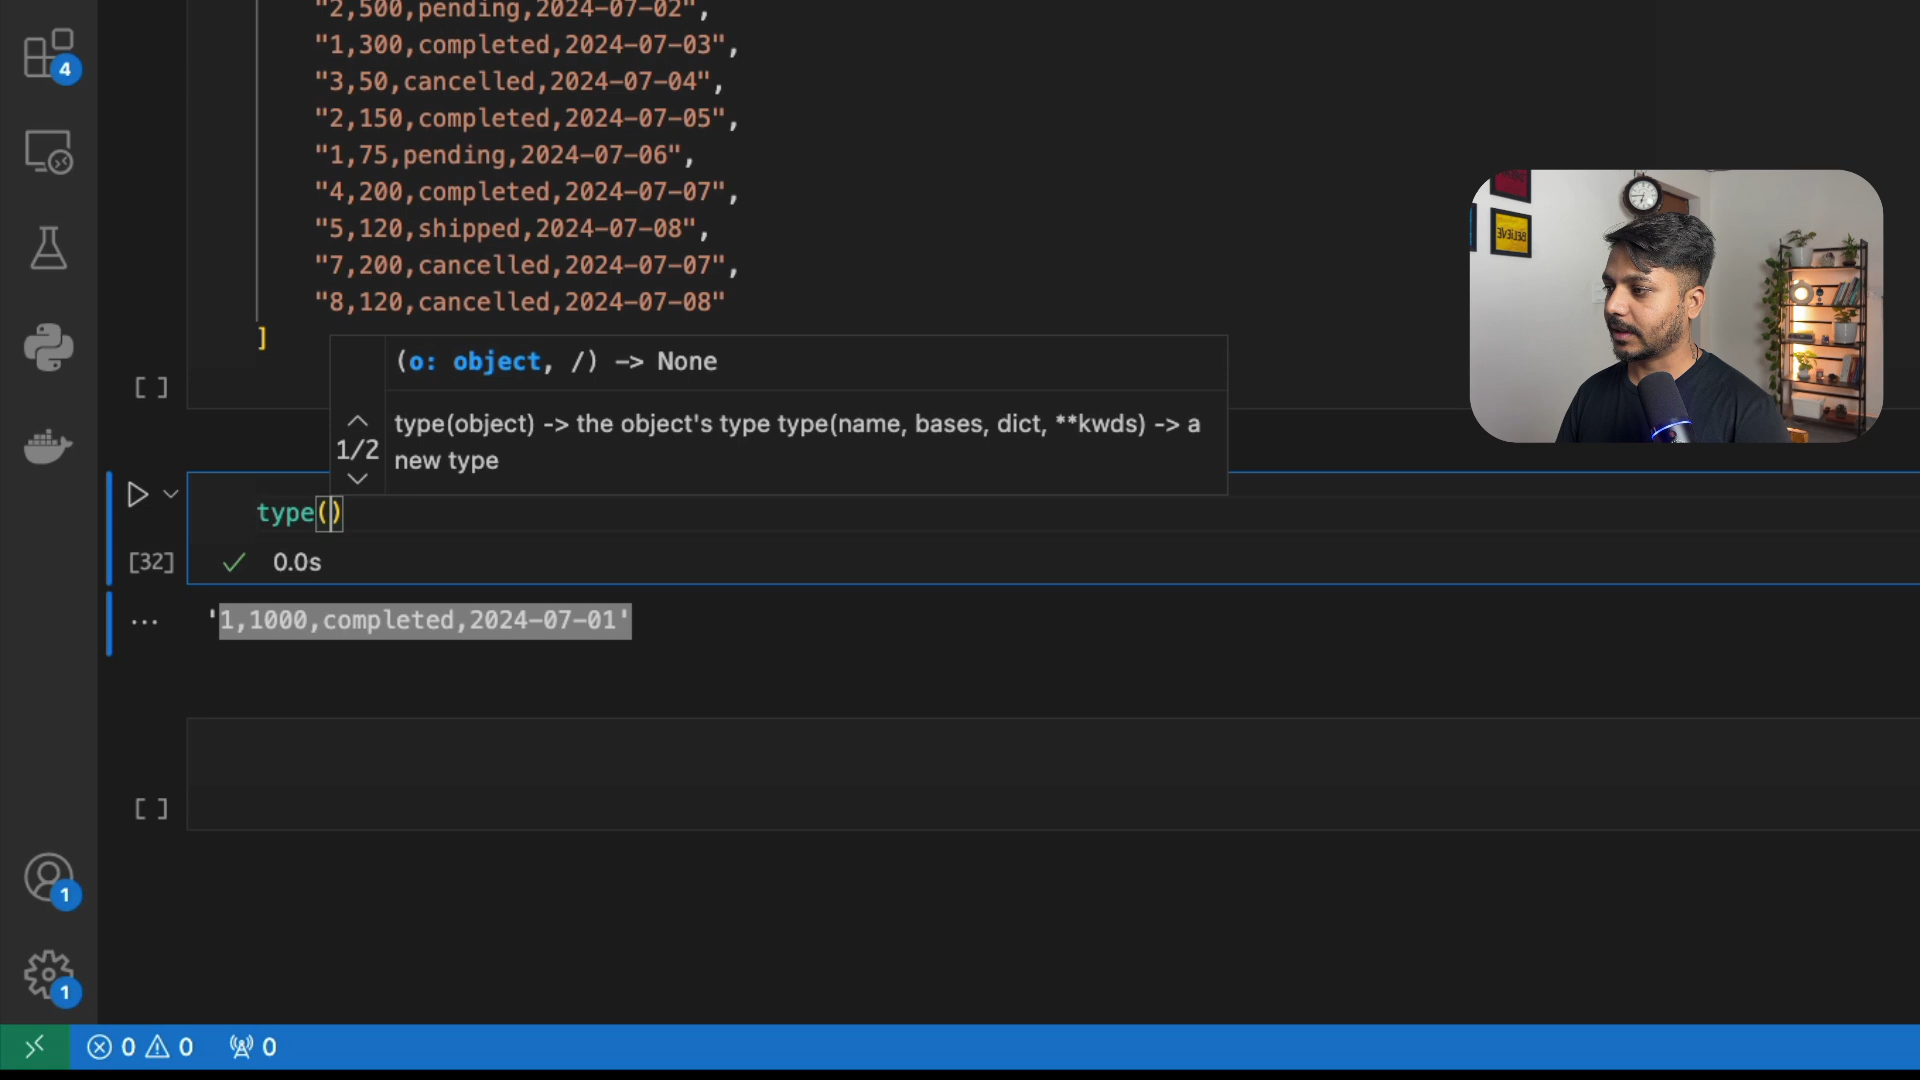 "2,500,pending,2024-07-02",
"1,300,completed,2024-07-03",
"3,50,cancelled,2024-07-04",
"2,150,completed,2024-07-05",
"1,75,pending,2024-07-06",
"4,200,completed,2024-07-07",
"5,120,shipped,2024-07-08",
"7,200,cancelled,2024-07-07",
"8,120,cancelled,2024-07-08"
]
[ ]
(o: object, /) -> None
type(object) -> the object's type type(name, bases, dict, **kwds) -> a
new type
1/2
type()
[32]
0.0s
'1,1000,completed,2024-07-01'
[ ]
4
1
1
0
0
0
BELIEVE